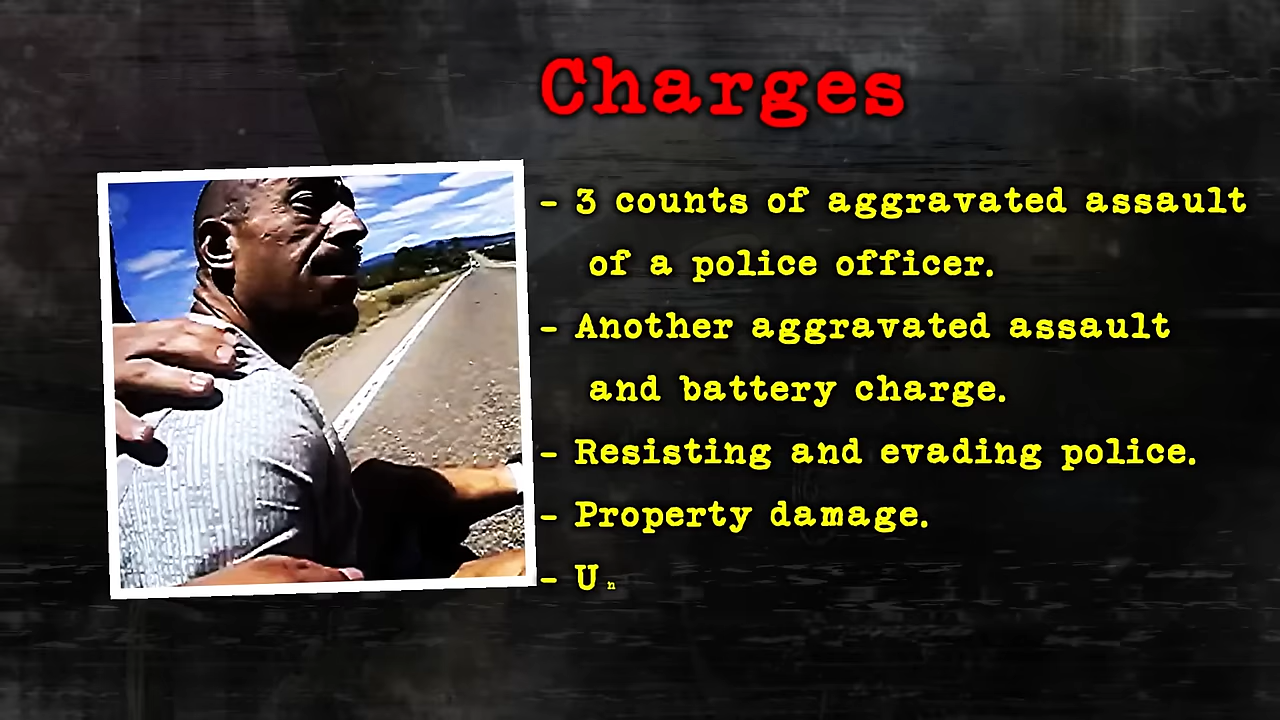 Charges
- 3 counts of aggravated assault
of a police officer.
- Another aggravated assault
and battery charge.
- Resisting and evading police.
- Property damage.
- Un